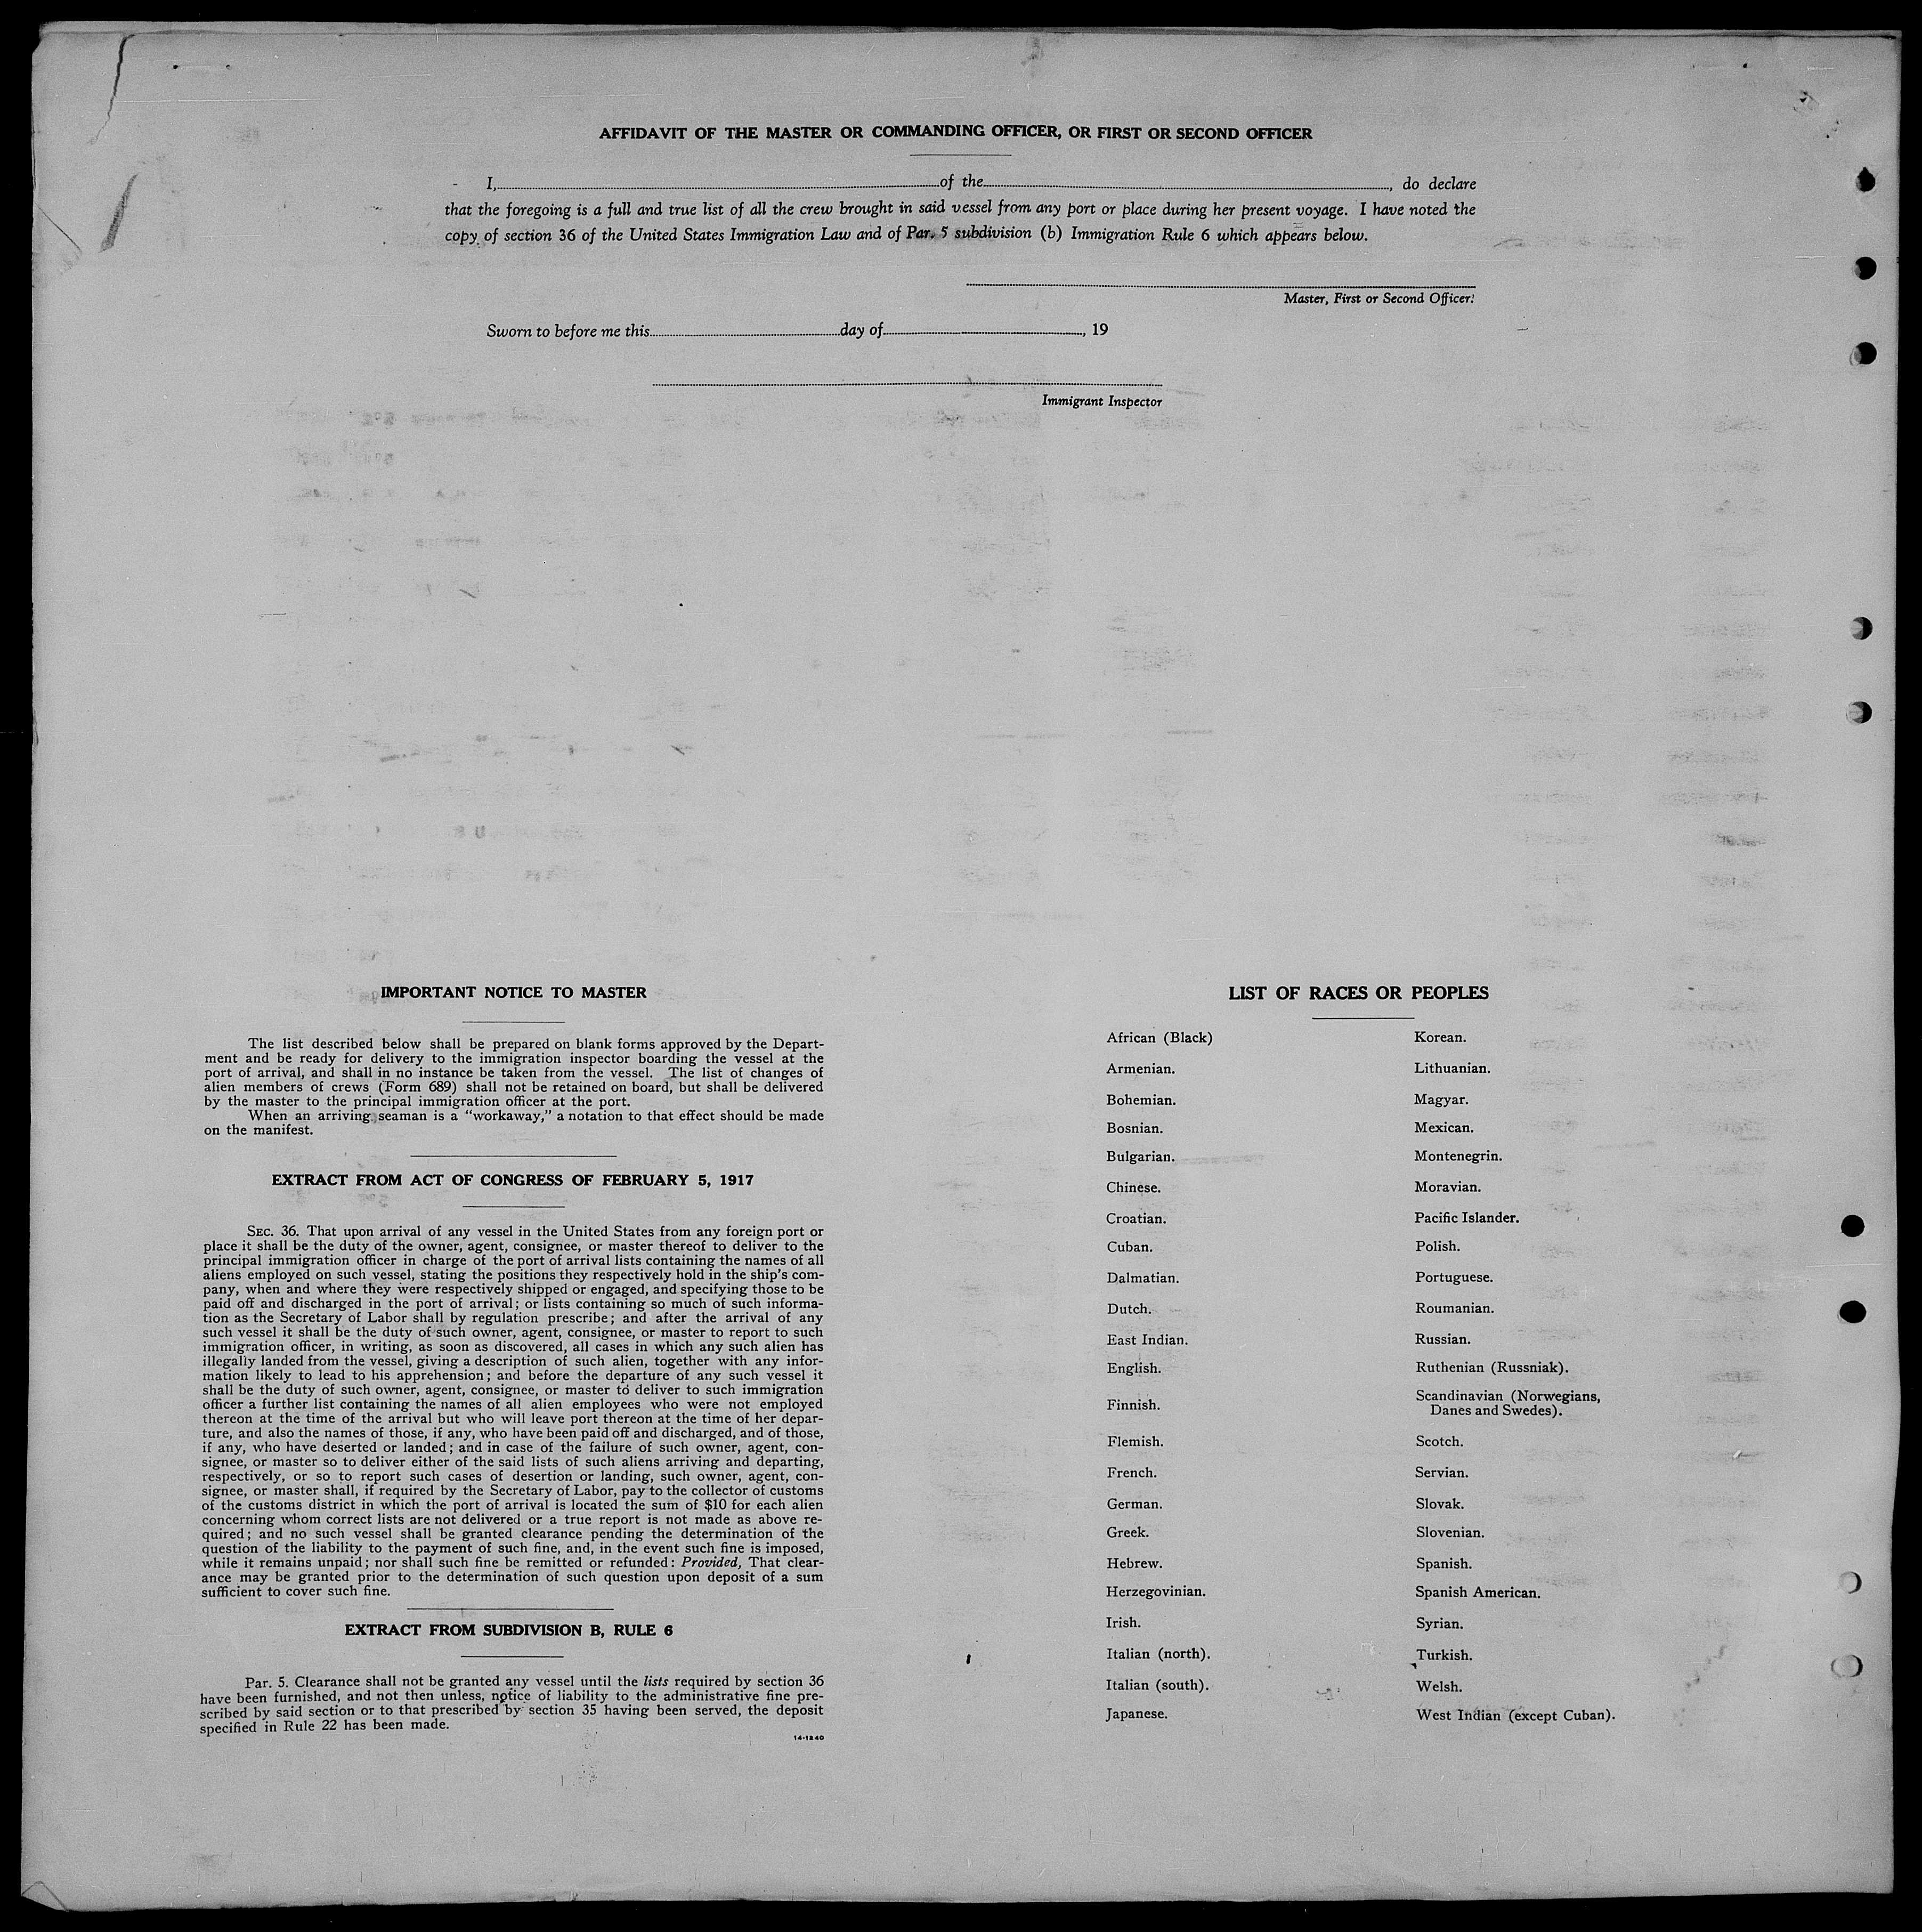 AFFIDAVIT OF THE MASTER OR COMMANDING OFFICER, OR FIRST OR SECOND OFFICER
I, of the , do declare
that the foregoing is a full and true list of all the crew brought in said vessel from any port or place during her present voyage. I have noted the
copy of section 36 of the United States Immigration Law and of Par. 5 subdivision (b) Immigration Rule 6 which appears below.
Master, First or Second Officer.
Sworn to before me this day of , 19
Immigrant Inspector
IMPORTANT NOTICE TO MASTER
The list described below shall be prepared on blank forms approved by the Depart-
ment and be ready for delivery to the immigration inspector boarding the vessel at the
port of arrival, and shall in no instance be taken from the vessel. The list of changes of
alien members of crews (Form 689) shall not be retained on board, but shall be delivered
by the master to the principal immigration officer at the port.
When an arriving seaman is a "workaway," a notation to that effect should be made
on the manifest.
EXTRACT FROM ACT OF CONGRESS OF FEBRUARY 5, 1917
SEC. 36. That upon arrival of any vessel in the United States from any foreign port or
place it shall be the duty of the owner, agent, consignee, or master thereof to deliver to the
principal immigration officer in charge of the port of arrival lists containing the names of all
aliens employed on such vessel, stating the positions they respectively hold in the ship's com-
pany, when and where they were respectively shipped or engaged, and specifying those to be
paid off and discharged in the port of arrival; or lists containing so much of such informa-
tion as the Secretary of Labor shall by regulation prescribe; and after the arrival of any
such vessel it shall be the duty of such owner, agent, consignee, or master to report to such
immigration officer, in writing, as soon as discovered, all cases in which any such alien has
illegally landed from the vessel, giving a description of such alien, together with any infor-
mation likely to lead to his apprehension; and before the departure of any such vessel it
shall be the duty of such owner, agent, consignee, or master to deliver to such immigration
officer a further list containing the names of all alien employees who were not employed
thereon at the time of the arrival but who will leave port thereon at the time of her depar-
ture, and also the names of those, if any, who have been paid off and discharged, and of those,
if any, who have deserted or landed; and in case of the failure of such owner, agent, con-
signee, or master so to deliver either of the said lists of such aliens arriving and departing,
respectively, or so to report such cases of desertion or landing, such owner, agent, con-
signee, or master shall, if required by the Secretary of Labor, pay to the collector of customs
of the customs district in which the port of arrival is located the sum of $10 for each alien
concerning whom correct lists are not delivered or a true report is not made as above re-
quired; and no such vessel shall be granted clearance pending the determination of the
question of the liability to the payment of such fine, and, in the event such fine is imposed,
while it remains unpaid; nor shall such fine be remitted or refunded: Provided, That clear-
ance may be granted prior to the determination of such question upon deposit of a sum
sufficient to cover such fine.
EXTRACT FROM SUBDIVISION B, RULE 6
Par. 5. Clearance shall not be granted any vessel until the lists required by section 36
have been furnished, and not then unless, notice of liability to the administrative fine pre-
scribed by said section or to that prescribed by section 35 having been served, the deposit
specified in Rule 22 has been made.
14-1240
LIST OF RACES OR PEOPLES
African (Black)
Armenian.
Bohemian.
Bosnian.
Bulgarian.
Chinese.
Croatian.
Cuban.
Dalmatian.
Dutch.
East Indian.
English.
Finnish.
Flemish.
French.
German.
Greek.
Hebrew.
Herzegovinian.
Irish.
Italian (north).
Italian (south).
Japanese.
Korean.
Lithuanian.
Magyar.
Mexican.
Montenegrin.
Moravian.
Pacific Islander.
Polish.
Portuguese.
Roumanian.
Russian.
Ruthenian (Russniak).
Scandinavian (Norwegians,
Danes and Swedes).
Scotch.
Servian.
Slovak.
Slovenian.
Spanish.
Spanish American.
Syrian.
Turkish.
Welsh.
West Indian (except Cuban).